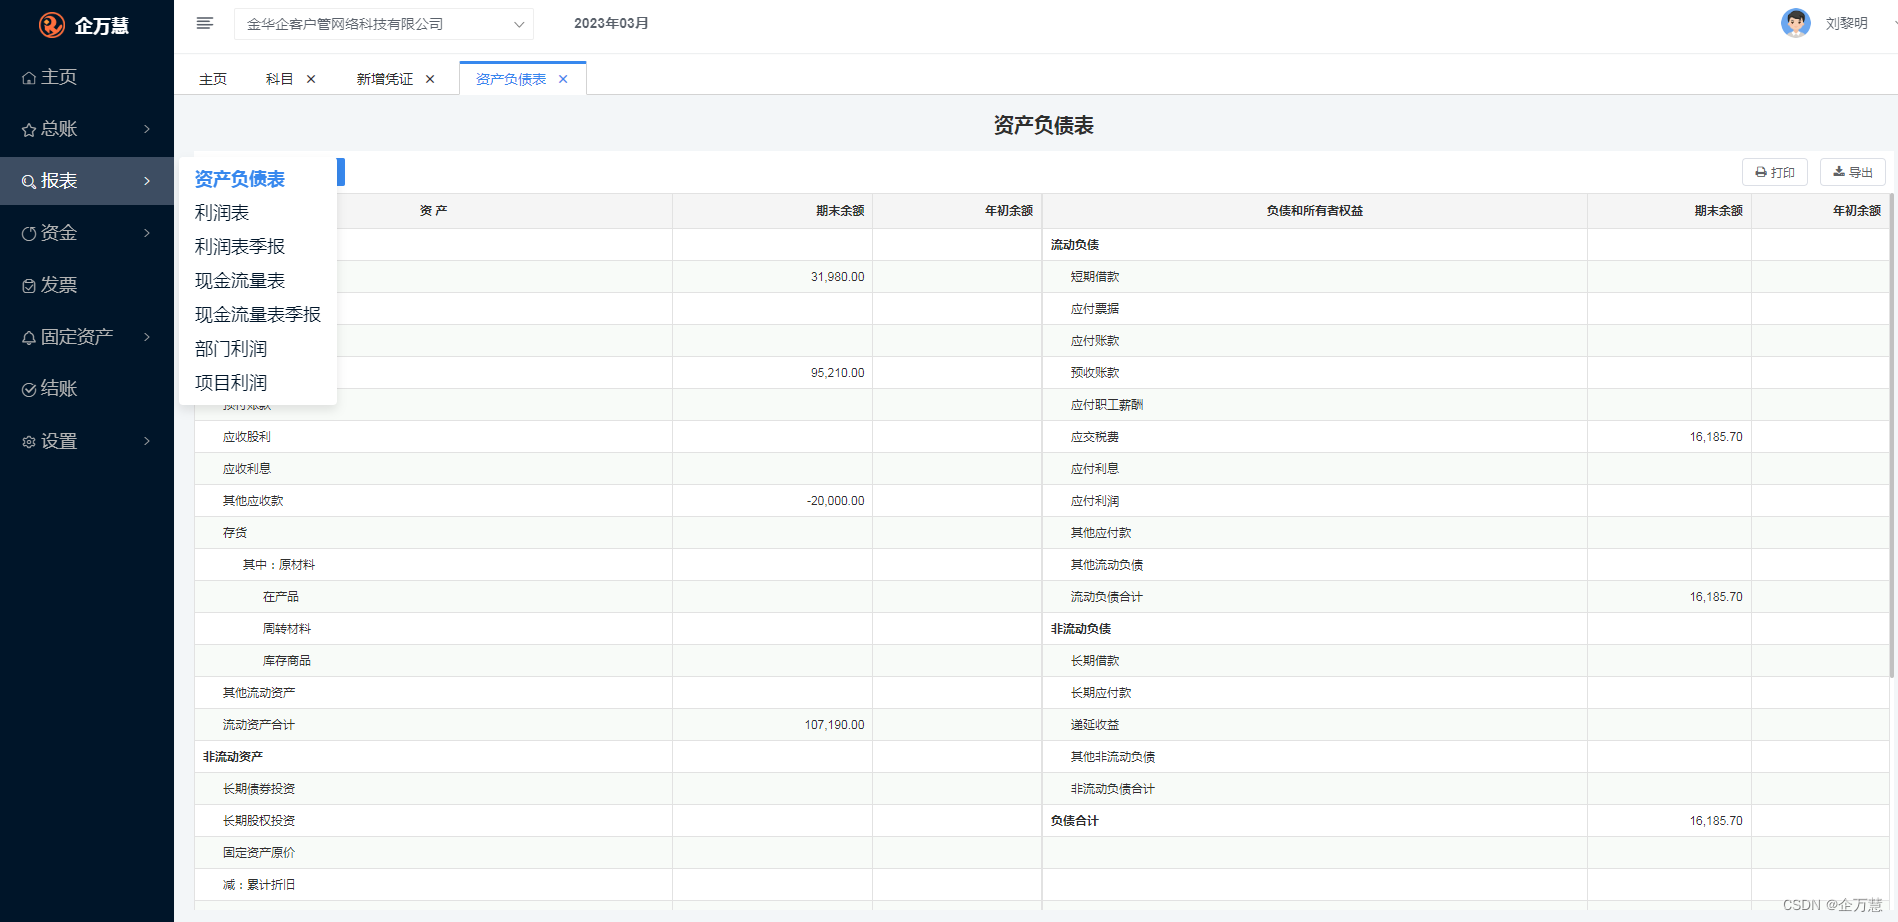 企万慧
金华企客户管网络科技有限公司
2023年03月
刘黎明
主页
总账
报表
资金
发票
固定资产
结账
设置
主页 科目 新增凭证 资产负债表
资产负债表
打印 导出
资产负债表
利润表
利润表季报
现金流量表
现金流量表季报
部门利润
项目利润
资 产 期末余额 年初余额 负债和所有者权益 期末余额 年初余额
流动负债
31,980.00 短期借款
应付票据
应付账款
95,210.00 预收账款
预付账款 应付职工薪酬
应收股利 应交税费 16,185.70
应收利息 应付利息
其他应收款 -20,000.00 应付利润
存货 其他应付款
其中：原材料 其他流动负债
在产品 流动负债合计 16,185.70
周转材料 非流动负债
库存商品 长期借款
其他流动资产 长期应付款
流动资产合计 107,190.00 递延收益
非流动资产 其他非流动负债
长期债券投资 非流动负债合计
长期股权投资 负债合计 16,185.70
固定资产原价
减：累计折旧
CSDN @企万慧